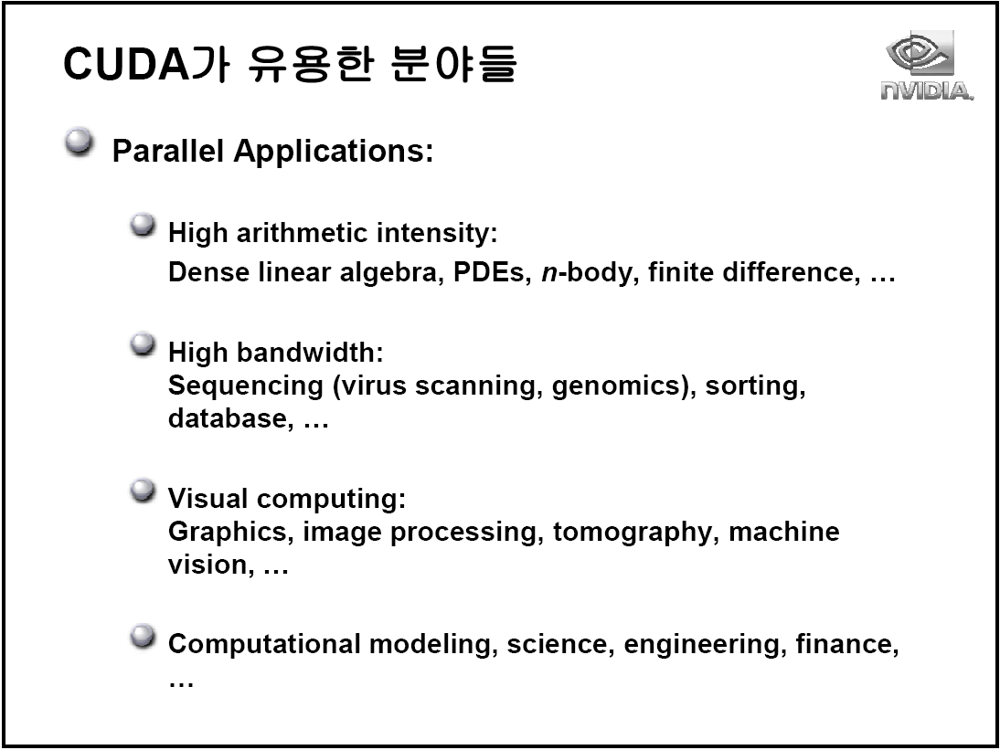 CUDA가 유용한 분야들
nVIDIA.
Parallel Applications:
High arithmetic intensity:
Dense linear algebra, PDEs, n-body, finite difference, …
High bandwidth:
Sequencing (virus scanning, genomics), sorting,
database, …
Visual computing:
Graphics, image processing, tomography, machine
vision, …
Computational modeling, science, engineering, finance,
…